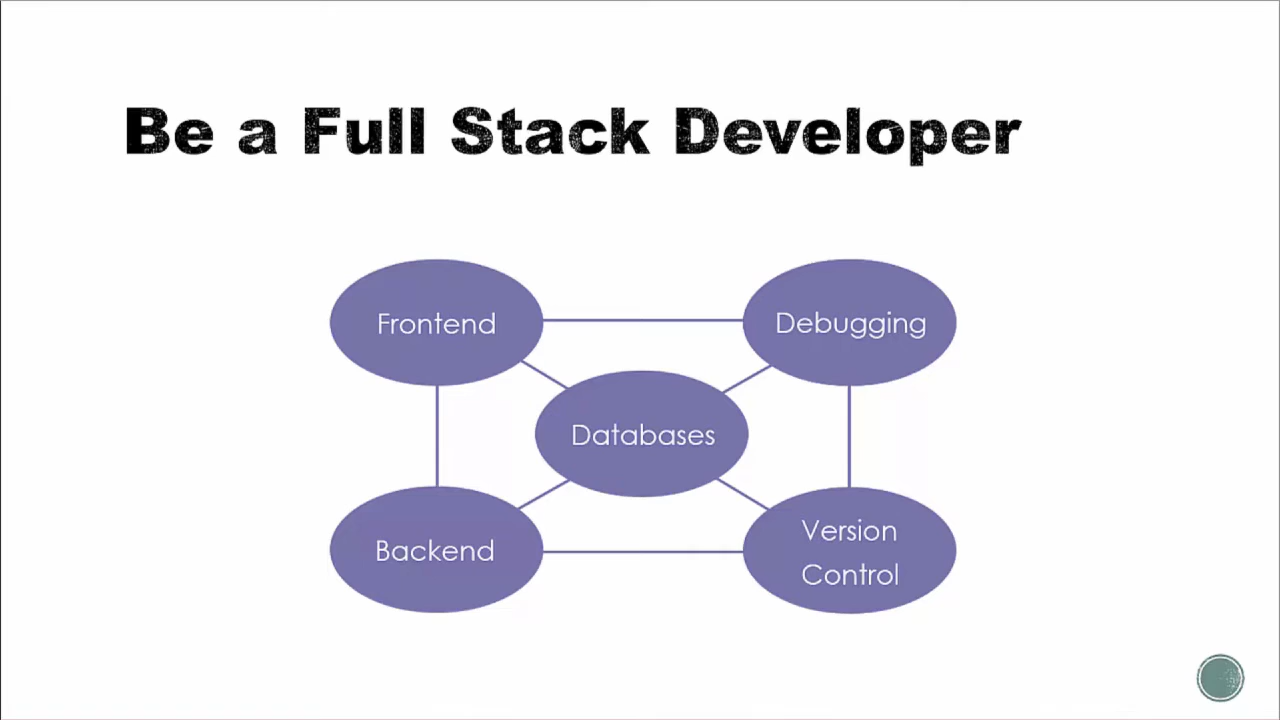 Be a Full Stack Developer
Frontend
Debugging
Databases
Backend
Version
Control